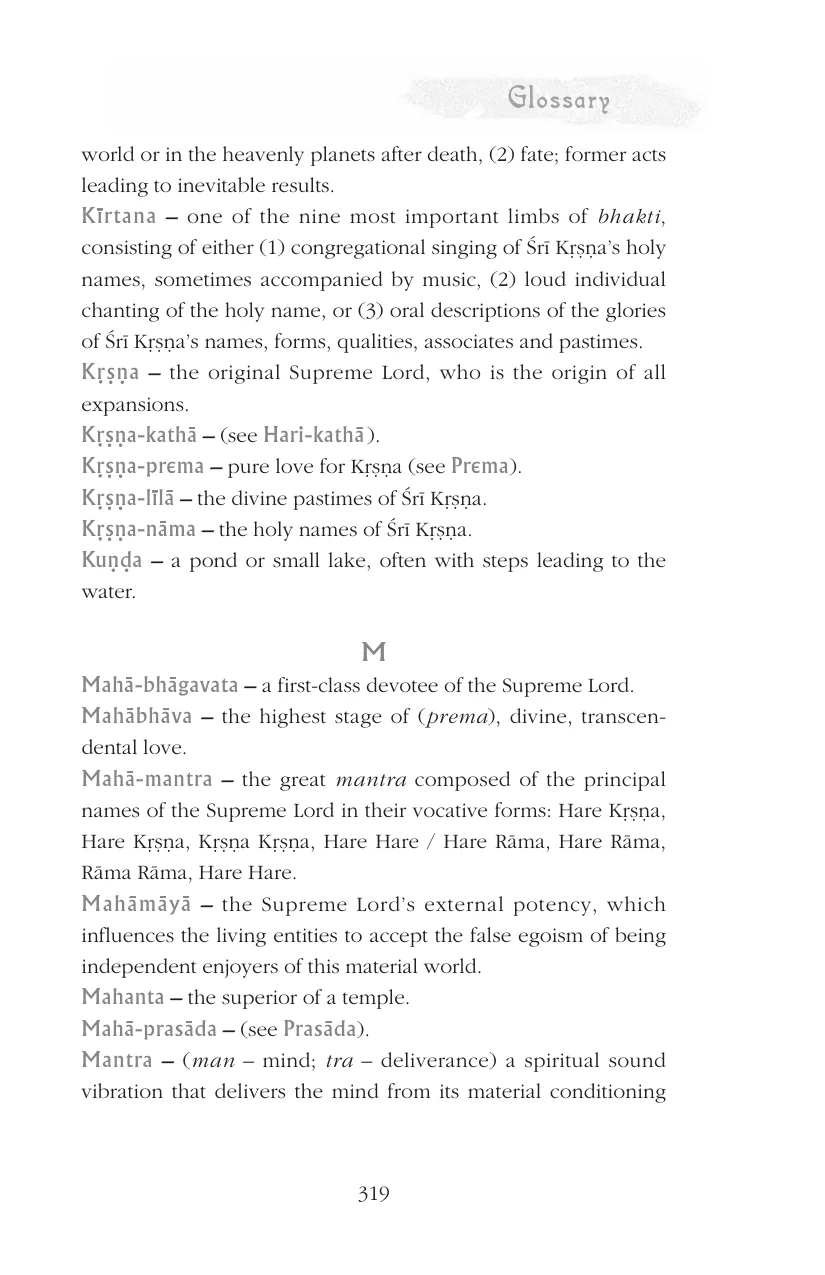 Glossary
world or in the heavenly planets after death, (2) fate; former acts
leading to inevitable results.
Kīrtana – one of the nine most important limbs of bhakti,
consisting of either (1) congregational singing of Śrī Kṛṣṇa’s holy
names, sometimes accompanied by music, (2) loud individual
chanting of the holy name, or (3) oral descriptions of the glories
of Śrī Kṛṣṇa’s names, forms, qualities, associates and pastimes.
Kṛṣṇa – the original Supreme Lord, who is the origin of all
expansions.
Kṛṣṇa-kathā – (see Hari-kathā).
Kṛṣṇa-prema – pure love for Kṛṣṇa (see Prema).
Kṛṣṇa-līlā – the divine pastimes of Śrī Kṛṣṇa.
Kṛṣṇa-nāma – the holy names of Śrī Kṛṣṇa.
Kuṇḍa – a pond or small lake, often with steps leading to the
water.
M
Mahā-bhāgavata – a first-class devotee of the Supreme Lord.
Mahābhāva – the highest stage of (prema), divine, transcen-
dental love.
Mahā-mantra – the great mantra composed of the principal
names of the Supreme Lord in their vocative forms: Hare Kṛṣṇa,
Hare Kṛṣṇa, Kṛṣṇa Kṛṣṇa, Hare Hare / Hare Rāma, Hare Rāma,
Rāma Rāma, Hare Hare.
Mahāmāyā – the Supreme Lord’s external potency, which
influences the living entities to accept the false egoism of being
independent enjoyers of this material world.
Mahanta – the superior of a temple.
Mahā-prasāda – (see Prasāda).
Mantra – (man – mind; tra – deliverance) a spiritual sound
vibration that delivers the mind from its material conditioning
319